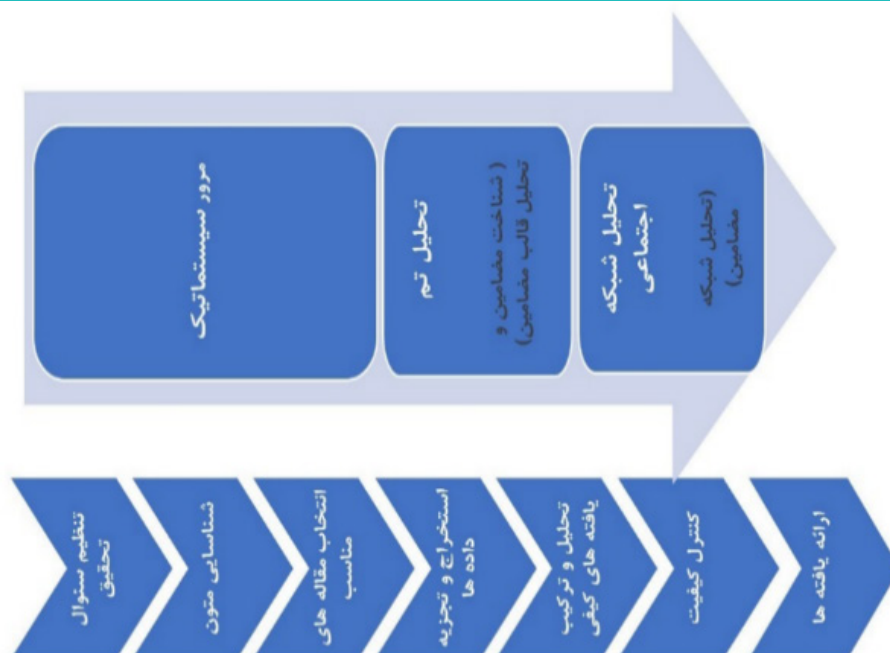 مرور سیستماتیک
تحلیل تم
( شناخت مضامین و
تحلیل قالب مضامین)
تحلیل شبکه
اجتماعی
(تحلیل شبکه
مضامین)
تنظیم سئوال
تحقیق
شناسایی متون
انتخاب مقاله های
مناسب
استخراج و تجزیه
داده ها
تحلیل و ترکیب
یافته های کیفی
کنترل کیفیت
ارائه یافته ها